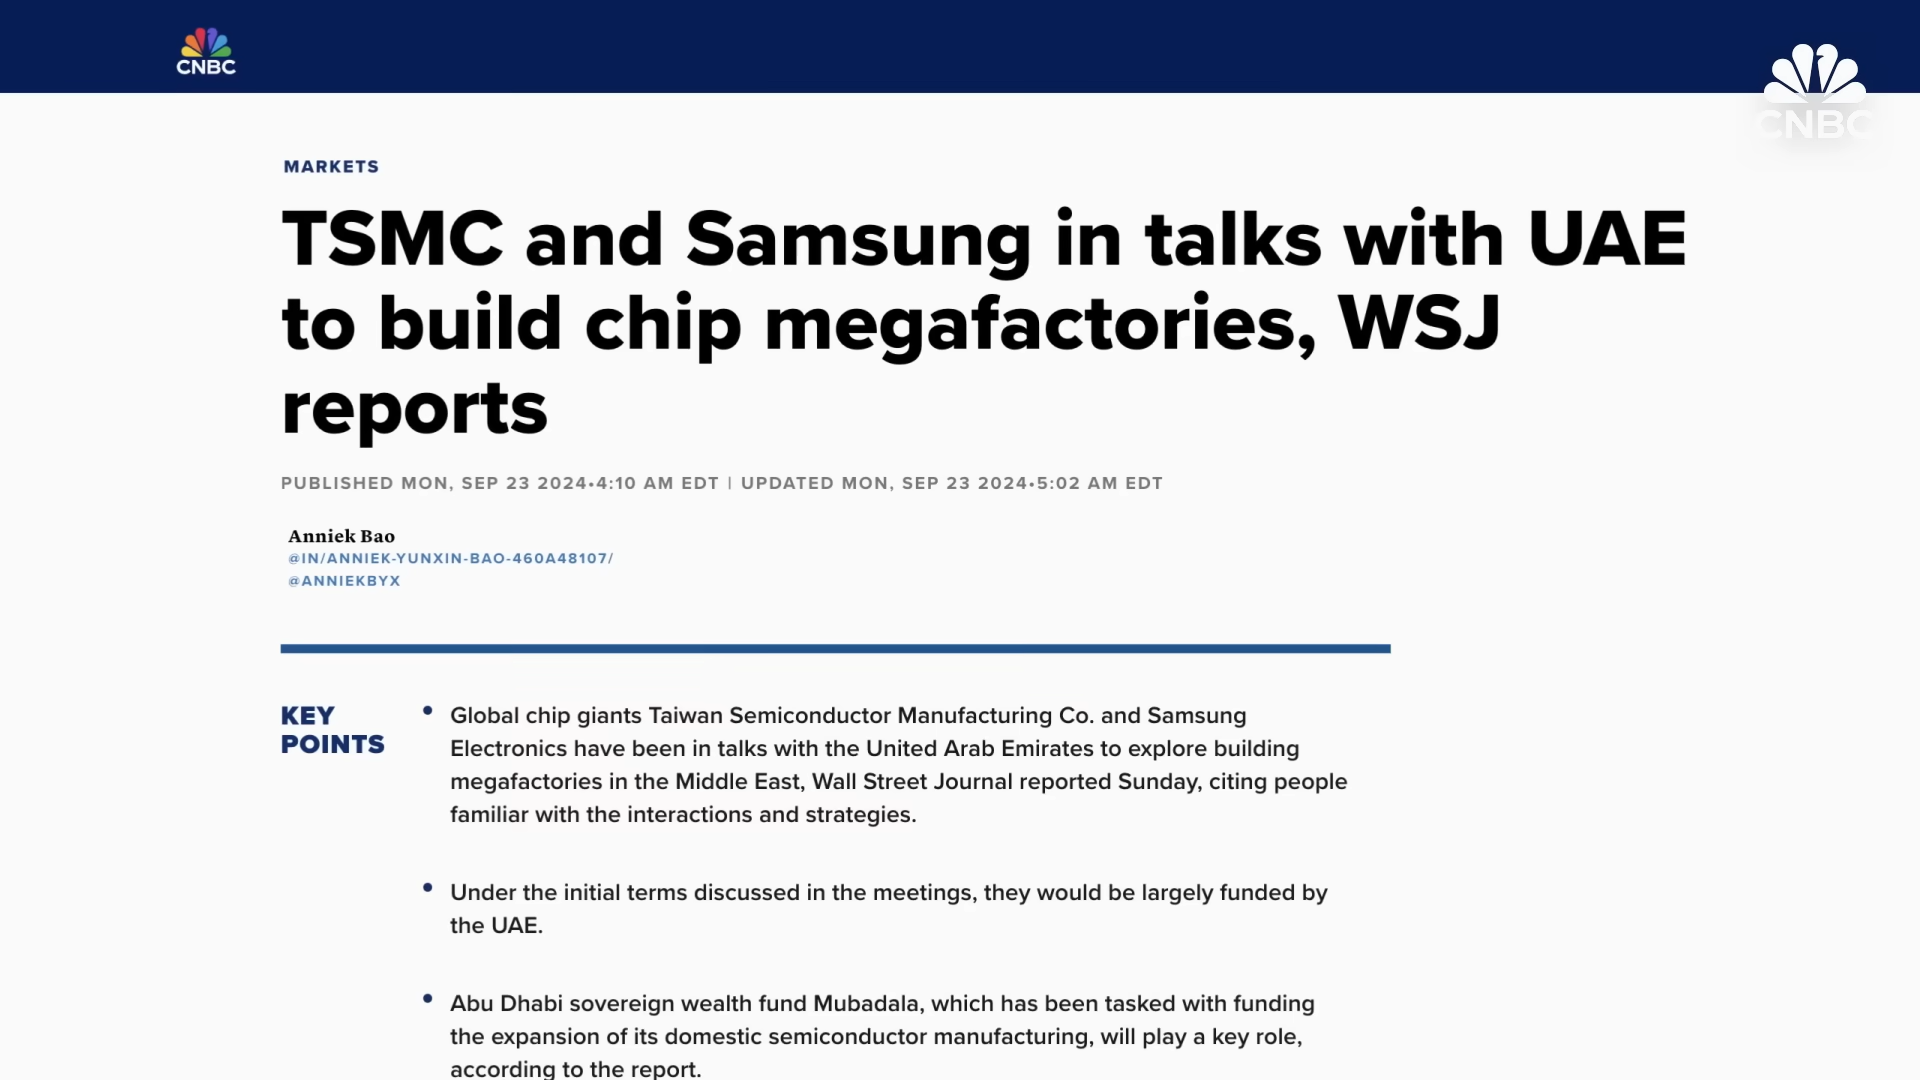 CNBC
CNBC
MARKETS
TSMC and Samsung in talks with UAE
to build chip megafactories, WSJ
reports
PUBLISHED MON, SEP 23 2024•4:10 AM EDT | UPDATED MON, SEP 23 2024•5:02 AM EDT
Anniek Bao
@IN/ANNIEK-YUNXIN-BAO-460A48107/
@ANNIEKBYX
KEY
POINTS
• Global chip giants Taiwan Semiconductor Manufacturing Co. and Samsung
Electronics have been in talks with the United Arab Emirates to explore building
megafactories in the Middle East, Wall Street Journal reported Sunday, citing people
familiar with the interactions and strategies.
• Under the initial terms discussed in the meetings, they would be largely funded by
the UAE.
• Abu Dhabi sovereign wealth fund Mubadala, which has been tasked with funding
the expansion of its domestic semiconductor manufacturing, will play a key role,
according to the report.